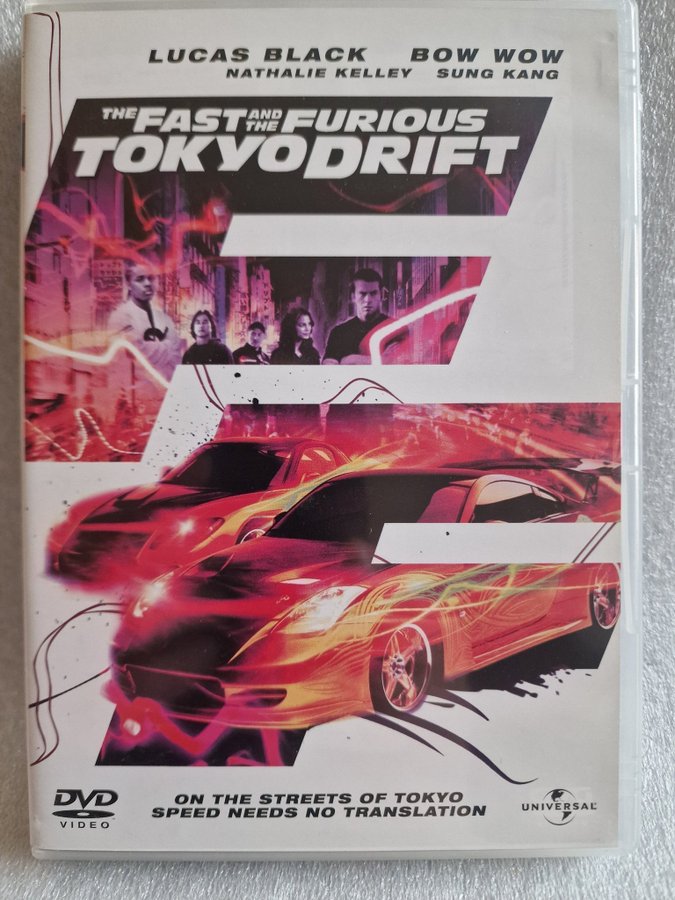 LUCAS BLACK BOW WOW
NATHALIE KELLEY SUNG KANG
THE FAST AND THE FURIOUS
TOKYO DRIFT
ON THE STREETS OF TOKYO
SPEED NEEDS NO TRANSLATION
DVD
VIDEO
UNIVERSAL